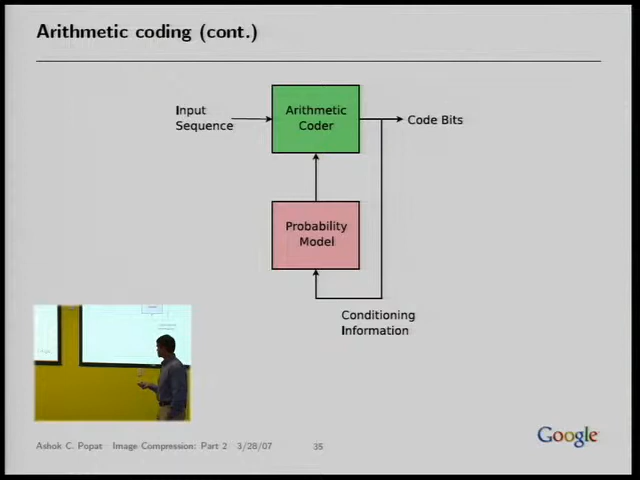 Arithmetic coding (cont.)
Input
Sequence
Arithmetic
Coder
Code Bits
Probability
Model
Conditioning
Information
Ashok C. Popat Image Compression: Part 2 3/28/07 35
Google